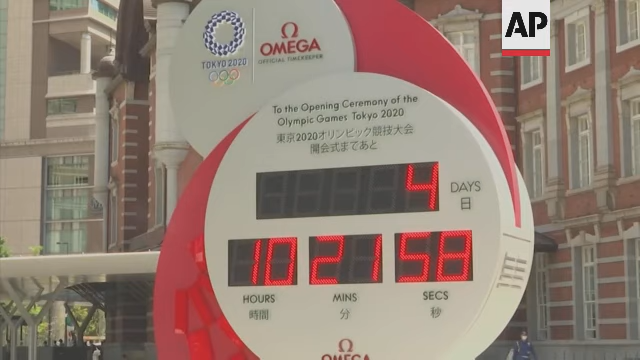 AP
TOKYO 2020
OMEGA
OFFICIAL TIMEKEEPER
To the Opening Ceremony of the
Olympic Games Tokyo 2020
東京2020オリンピック競技大会
開会式まであと
4 DAYS
日
10 21 58
HOURS MINS SECS
時間 分 秒
OMEGA